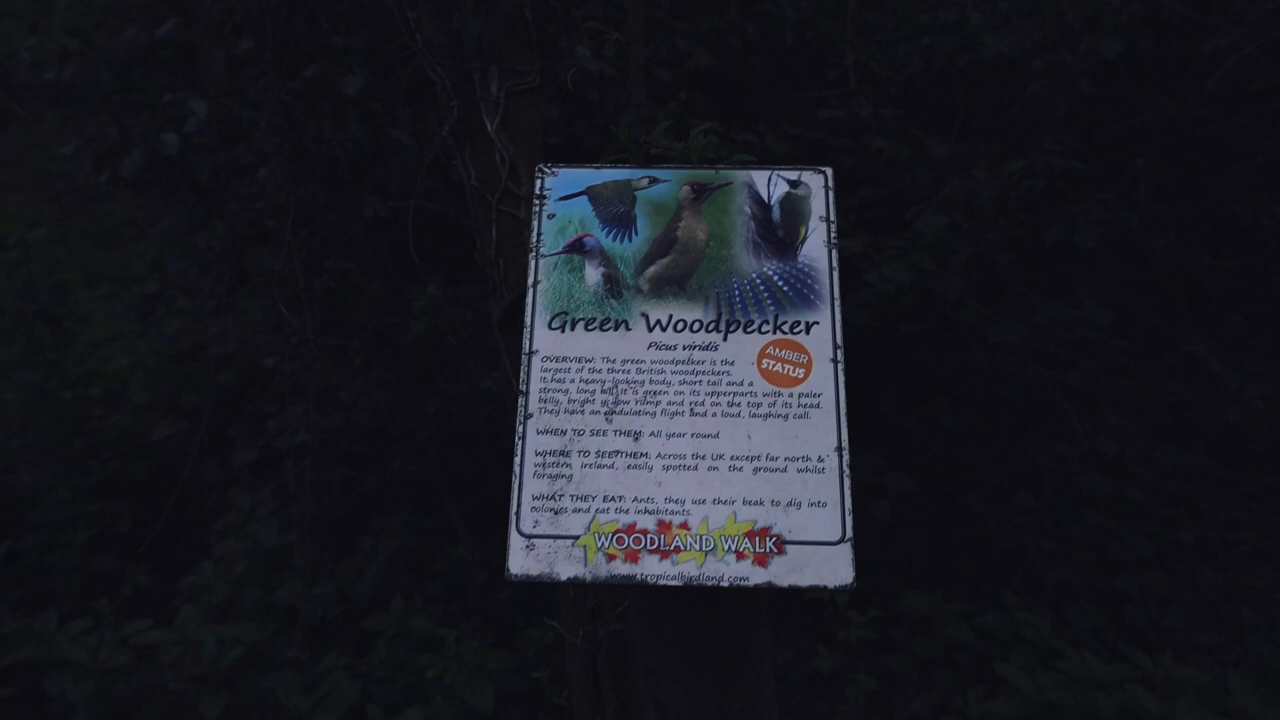 Green Woodpecker
Picus viridis
AMBER
STATUS
OVERVIEW: The green woodpecker is the
largest of the three British woodpeckers.
It has a heavy-looking body, short tail and a
strong, long bill. It is green on its upperparts with a paler
belly, bright yellow rump and red on the top of its head.
They have an undulating flight and a loud, laughing call.
WHEN TO SEE THEM: All year round
WHERE TO SEE THEM: Across the UK except far north &
western Ireland, easily spotted on the ground whilst
foraging
WHAT THEY EAT: Ants, they use their beak to dig into
colonies and eat the inhabitants.
WOODLAND WALK
www.tropicalbirdland.com